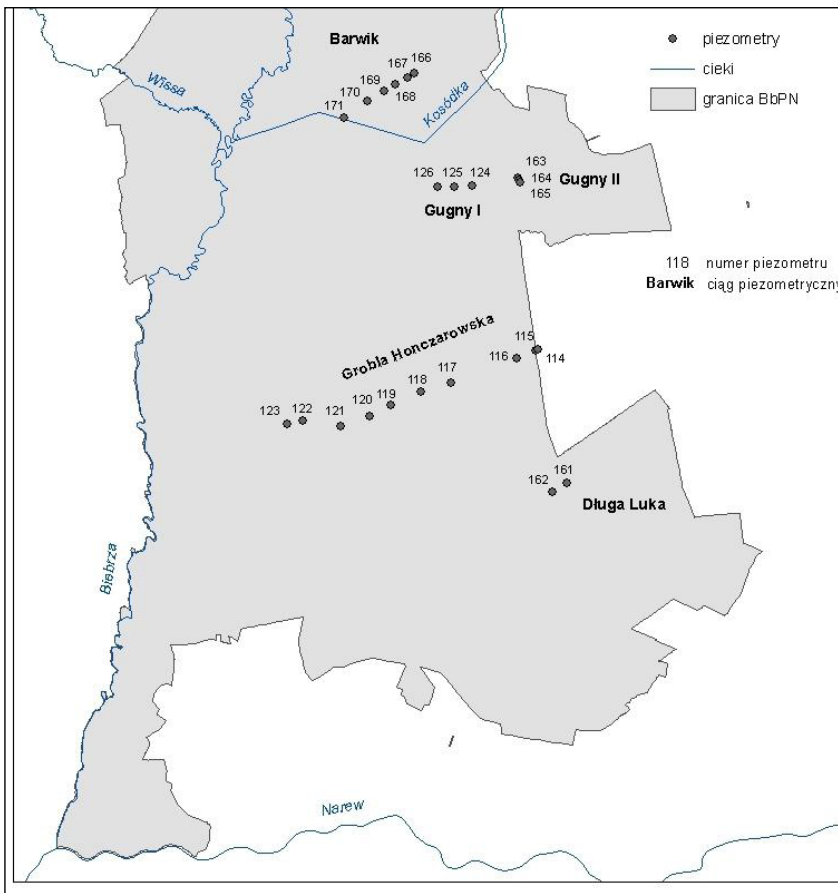 Barwik
piezometry
cieki
granica BbPN
Wissa
166
167
169
168
170
171
Kosódka
126 125 124
163
164
165
Gugny I
Gugny II
118 numer piezometru
Barwik ciąg piezometryczny
Grobla Honczarowska
115
114
116
117
118
119
120
121
122
123
161
162
Długa Luka
Biebrza
Narew